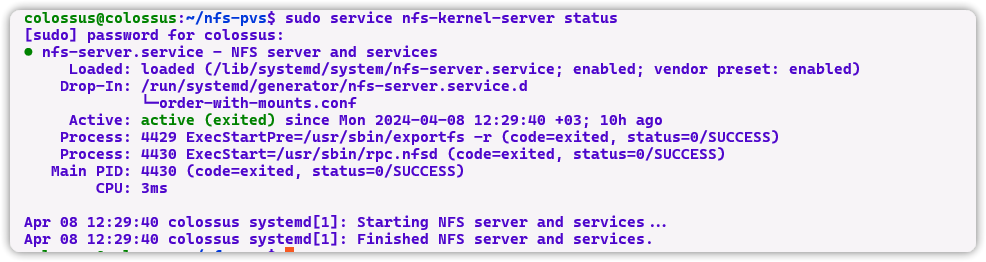 colossus@colossus:~/nfs-pvs$ sudo service nfs-kernel-server status
[sudo] password for colossus:
● nfs-server.service - NFS server and services
     Loaded: loaded (/lib/systemd/system/nfs-server.service; enabled; vendor preset: enabled)
    Drop-In: /run/systemd/generator/nfs-server.service.d
             └─order-with-mounts.conf
     Active: active (exited) since Mon 2024-04-08 12:29:40 +03; 10h ago
    Process: 4429 ExecStartPre=/usr/sbin/exportfs -r (code=exited, status=0/SUCCESS)
    Process: 4430 ExecStart=/usr/sbin/rpc.nfsd (code=exited, status=0/SUCCESS)
   Main PID: 4430 (code=exited, status=0/SUCCESS)
        CPU: 3ms

Apr 08 12:29:40 colossus systemd[1]: Starting NFS server and services...
Apr 08 12:29:40 colossus systemd[1]: Finished NFS server and services.